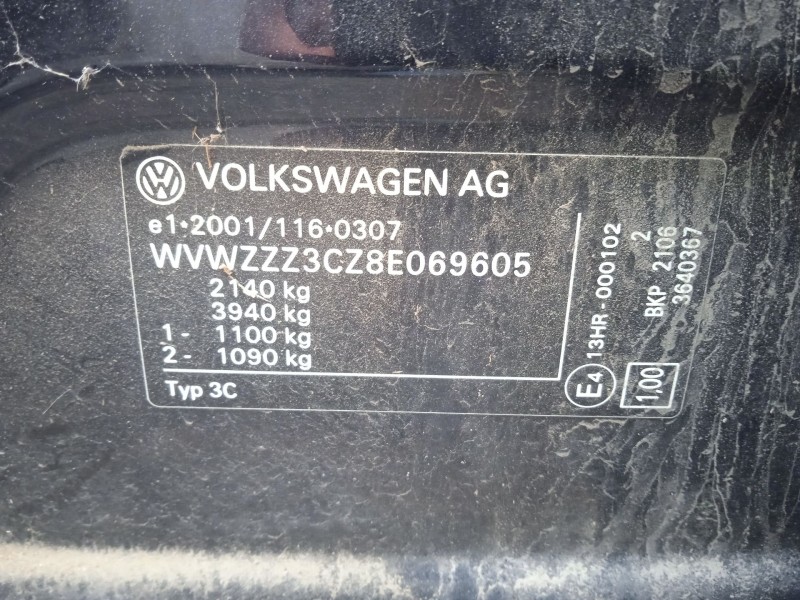 VOLKSWAGEN AG
e1*2001/116*0307
WVWZZZ3CZ8E069605
2140 kg
3940 kg
1- 1100 kg
2- 1090 kg
Typ 3C
E4 13HR-000102
1,00 BKP 2106 2
3640367